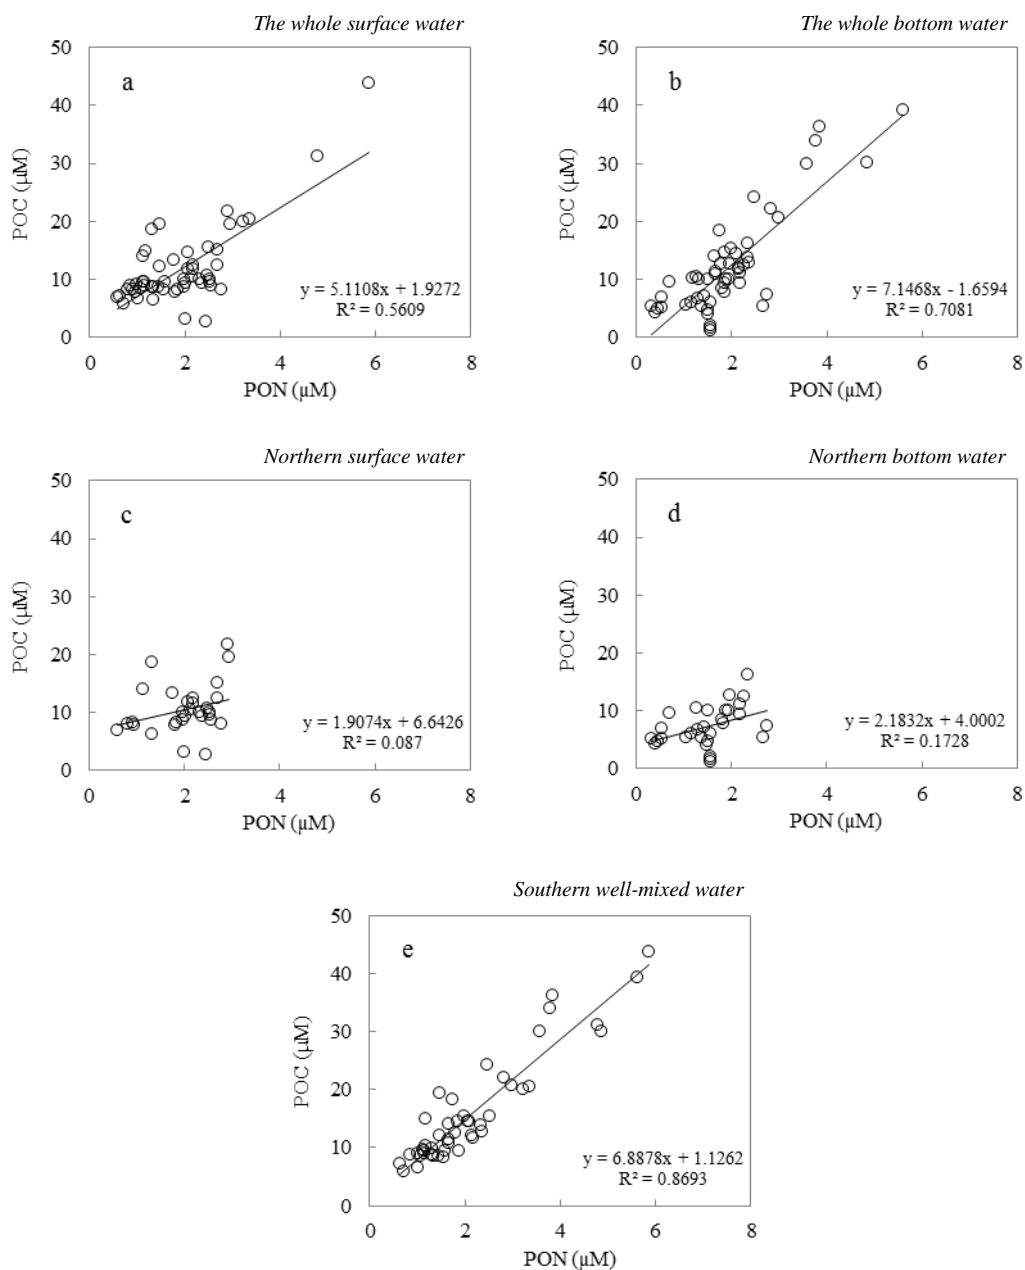 The whole surface water
50
40
30
20
10
0
POC (μM)
a
y = 5.1108x + 1.9272
R² = 0.5609
0 2 4 6 8
PON (μM)
The whole bottom water
50
40
30
20
10
0
POC (μM)
b
y = 7.1468x - 1.6594
R² = 0.7081
0 2 4 6 8
PON (μM)
Northern surface water
50
40
30
20
10
0
POC (μM)
c
y = 1.9074x + 6.6426
R² = 0.087
0 2 4 6 8
PON (μM)
Northern bottom water
50
40
30
20
10
0
POC (μM)
d
y = 2.1832x + 4.0002
R² = 0.1728
0 2 4 6 8
PON (μM)
Southern well-mixed water
50
40
30
20
10
0
POC (μM)
e
y = 6.8878x + 1.1262
R² = 0.8693
0 2 4 6 8
PON (μM)